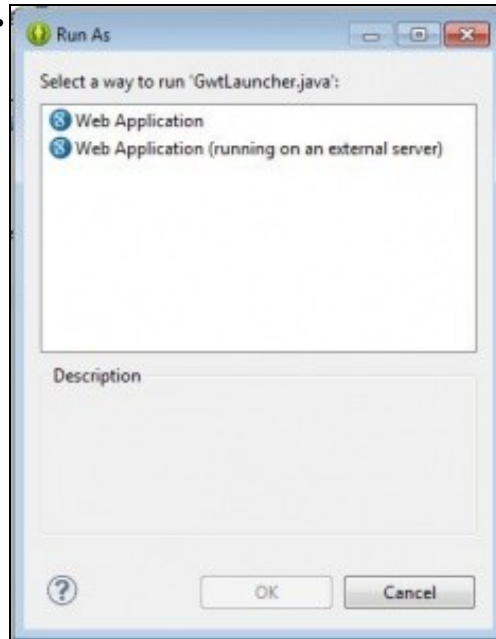 Run As
Select a way to run 'GwtLauncher.java':
Web Application
Web Application (running on an external server)
Description
OK
Cancel